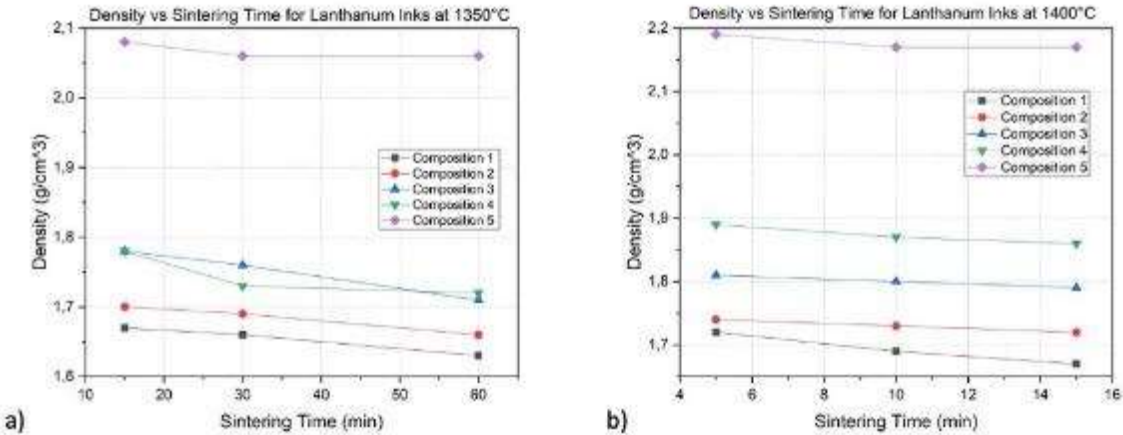 Density vs Sintering Time for Lanthanum Inks at 1350°C
2,1
2,0
1,9
1,8
1,7
1,6
Density (g/cm^3)
Composition 1
Composition 2
Composition 3
Composition 4
Composition 5
10 20 30 40 50 60
Sintering Time (min)
a)
Density vs Sintering Time for Lanthanum Inks at 1400°C
2,2
2,1
2,0
1,9
1,8
1,7
Density (g/cm^3)
Composition 1
Composition 2
Composition 3
Composition 4
Composition 5
4 6 8 10 12 14 16
Sintering Time (min)
b)